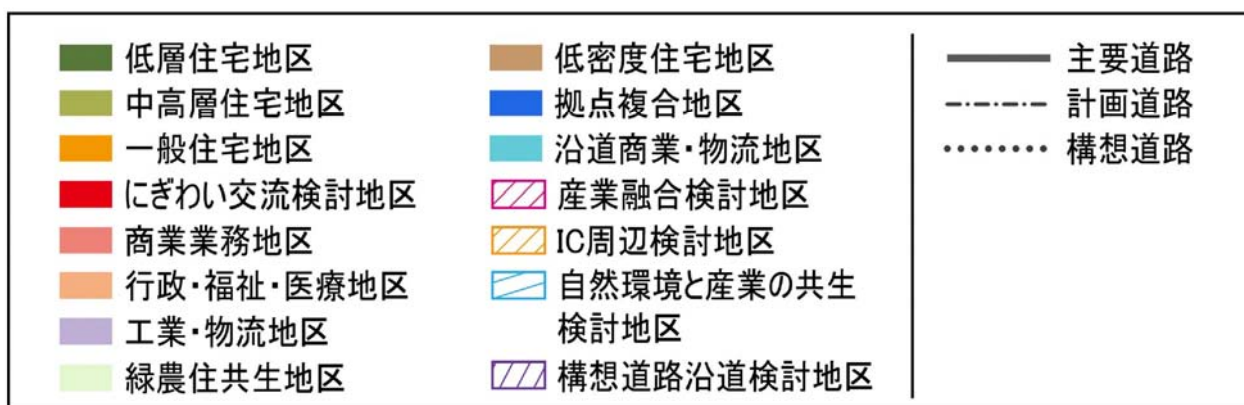 低層住宅地区
中高層住宅地区
一般住宅地区
にぎわい交流検討地区
商業業務地区
行政・福祉・医療地区
工業・物流地区
緑農住共生地区
低密度住宅地区
拠点複合地区
沿道商業・物流地区
産業融合検討地区
IC周辺検討地区
自然環境と産業の共生
検討地区
構想道路沿道検討地区
主要道路
計画道路
構想道路